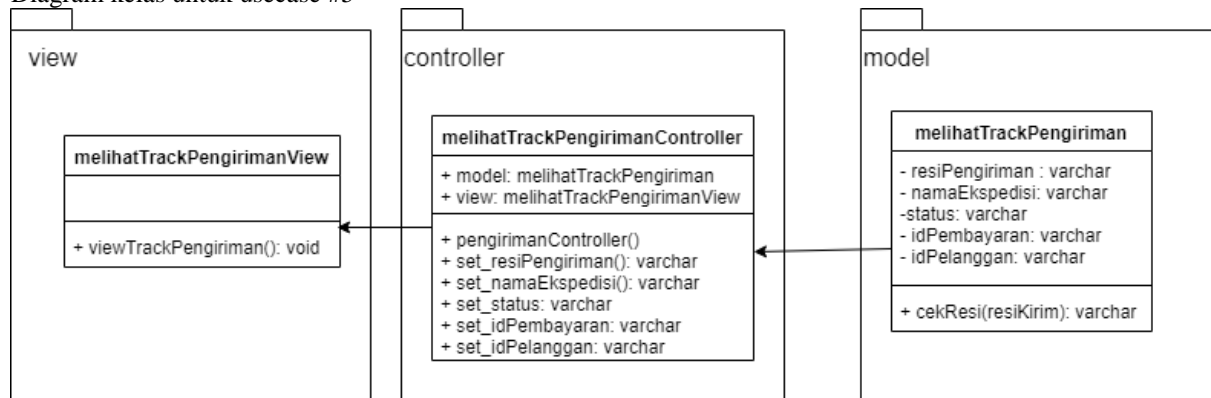 Diagram kelas untuk usecase #3
view
melihatTrackPengirimanView
+ viewTrackPengiriman(): void
controller
melihatTrackPengirimanController
+ model: melihatTrackPengiriman
+ view: melihatTrackPengirimanView
+ pengirimanController()
+ set_resiPengiriman(): varchar
+ set_namaEkspedisi(): varchar
+ set_status: varchar
+ set_idPembayaran: varchar
+ set_idPelanggan: varchar
model
melihatTrackPengiriman
- resiPengiriman : varchar
- namaEkspedisi: varchar
-status: varchar
- idPembayaran: varchar
- idPelanggan: varchar
+ cekResi(resiKirim): varchar